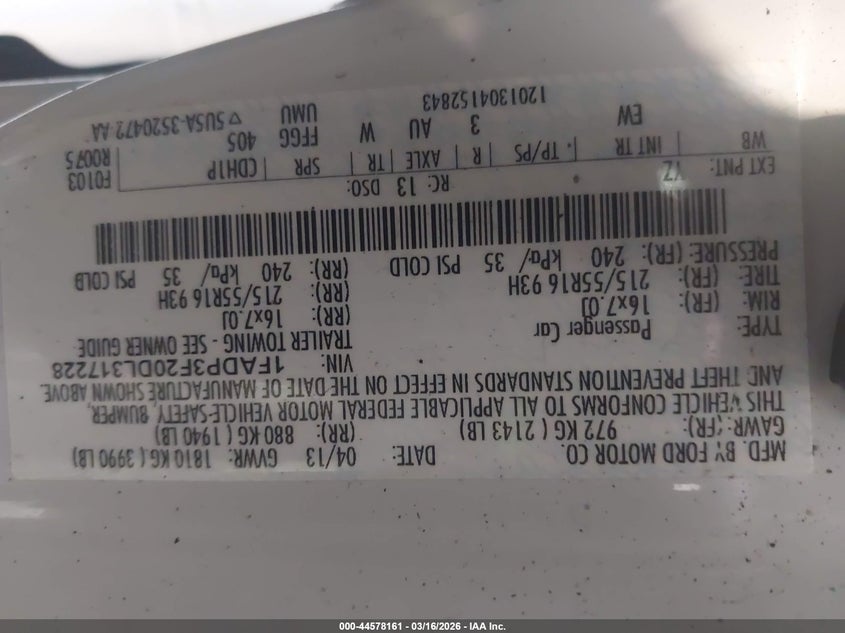 MFD. BY FORD MOTOR CO.
DATE: 04/13 GVWR: 1810 KG ( 3990 LB)
GAWR: (FR): 972 KG ( 2143 LB) (RR): 880 KG ( 1940 LB)
THIS VEHICLE CONFORMS TO ALL APPLICABLE FEDERAL MOTOR VEHICLE SAFETY, BUMPER,
AND THEFT PREVENTION STANDARDS IN EFFECT ON THE DATE OF MANUFACTURE SHOWN ABOVE.
VIN: 1FADP3F20DL317228
TYPE: Passenger Car TRAILER TOWING - SEE OWNER GUIDE
RIM: (FR): 16x7.0J (RR): 16x7.0J
TIRE: (FR): 215/55R16 93H (RR): 215/55R16 93H
PRESSURE: (FR): 240 kPa/ 35 PSI COLD (RR): 240 kPa/ 35 PSI COLD
EXT PNT: YZ RC: 13 DSO: F0103
R0075
WB | INT TR | TP/PS | R | AXLE | TR | SPR | CDH1P
EW 3 AU W FFGG 405
UMU
1201304152843 ▽ 5U5A-3520472 AA
000-44578161 - 03/16/2026 - IAA Inc.